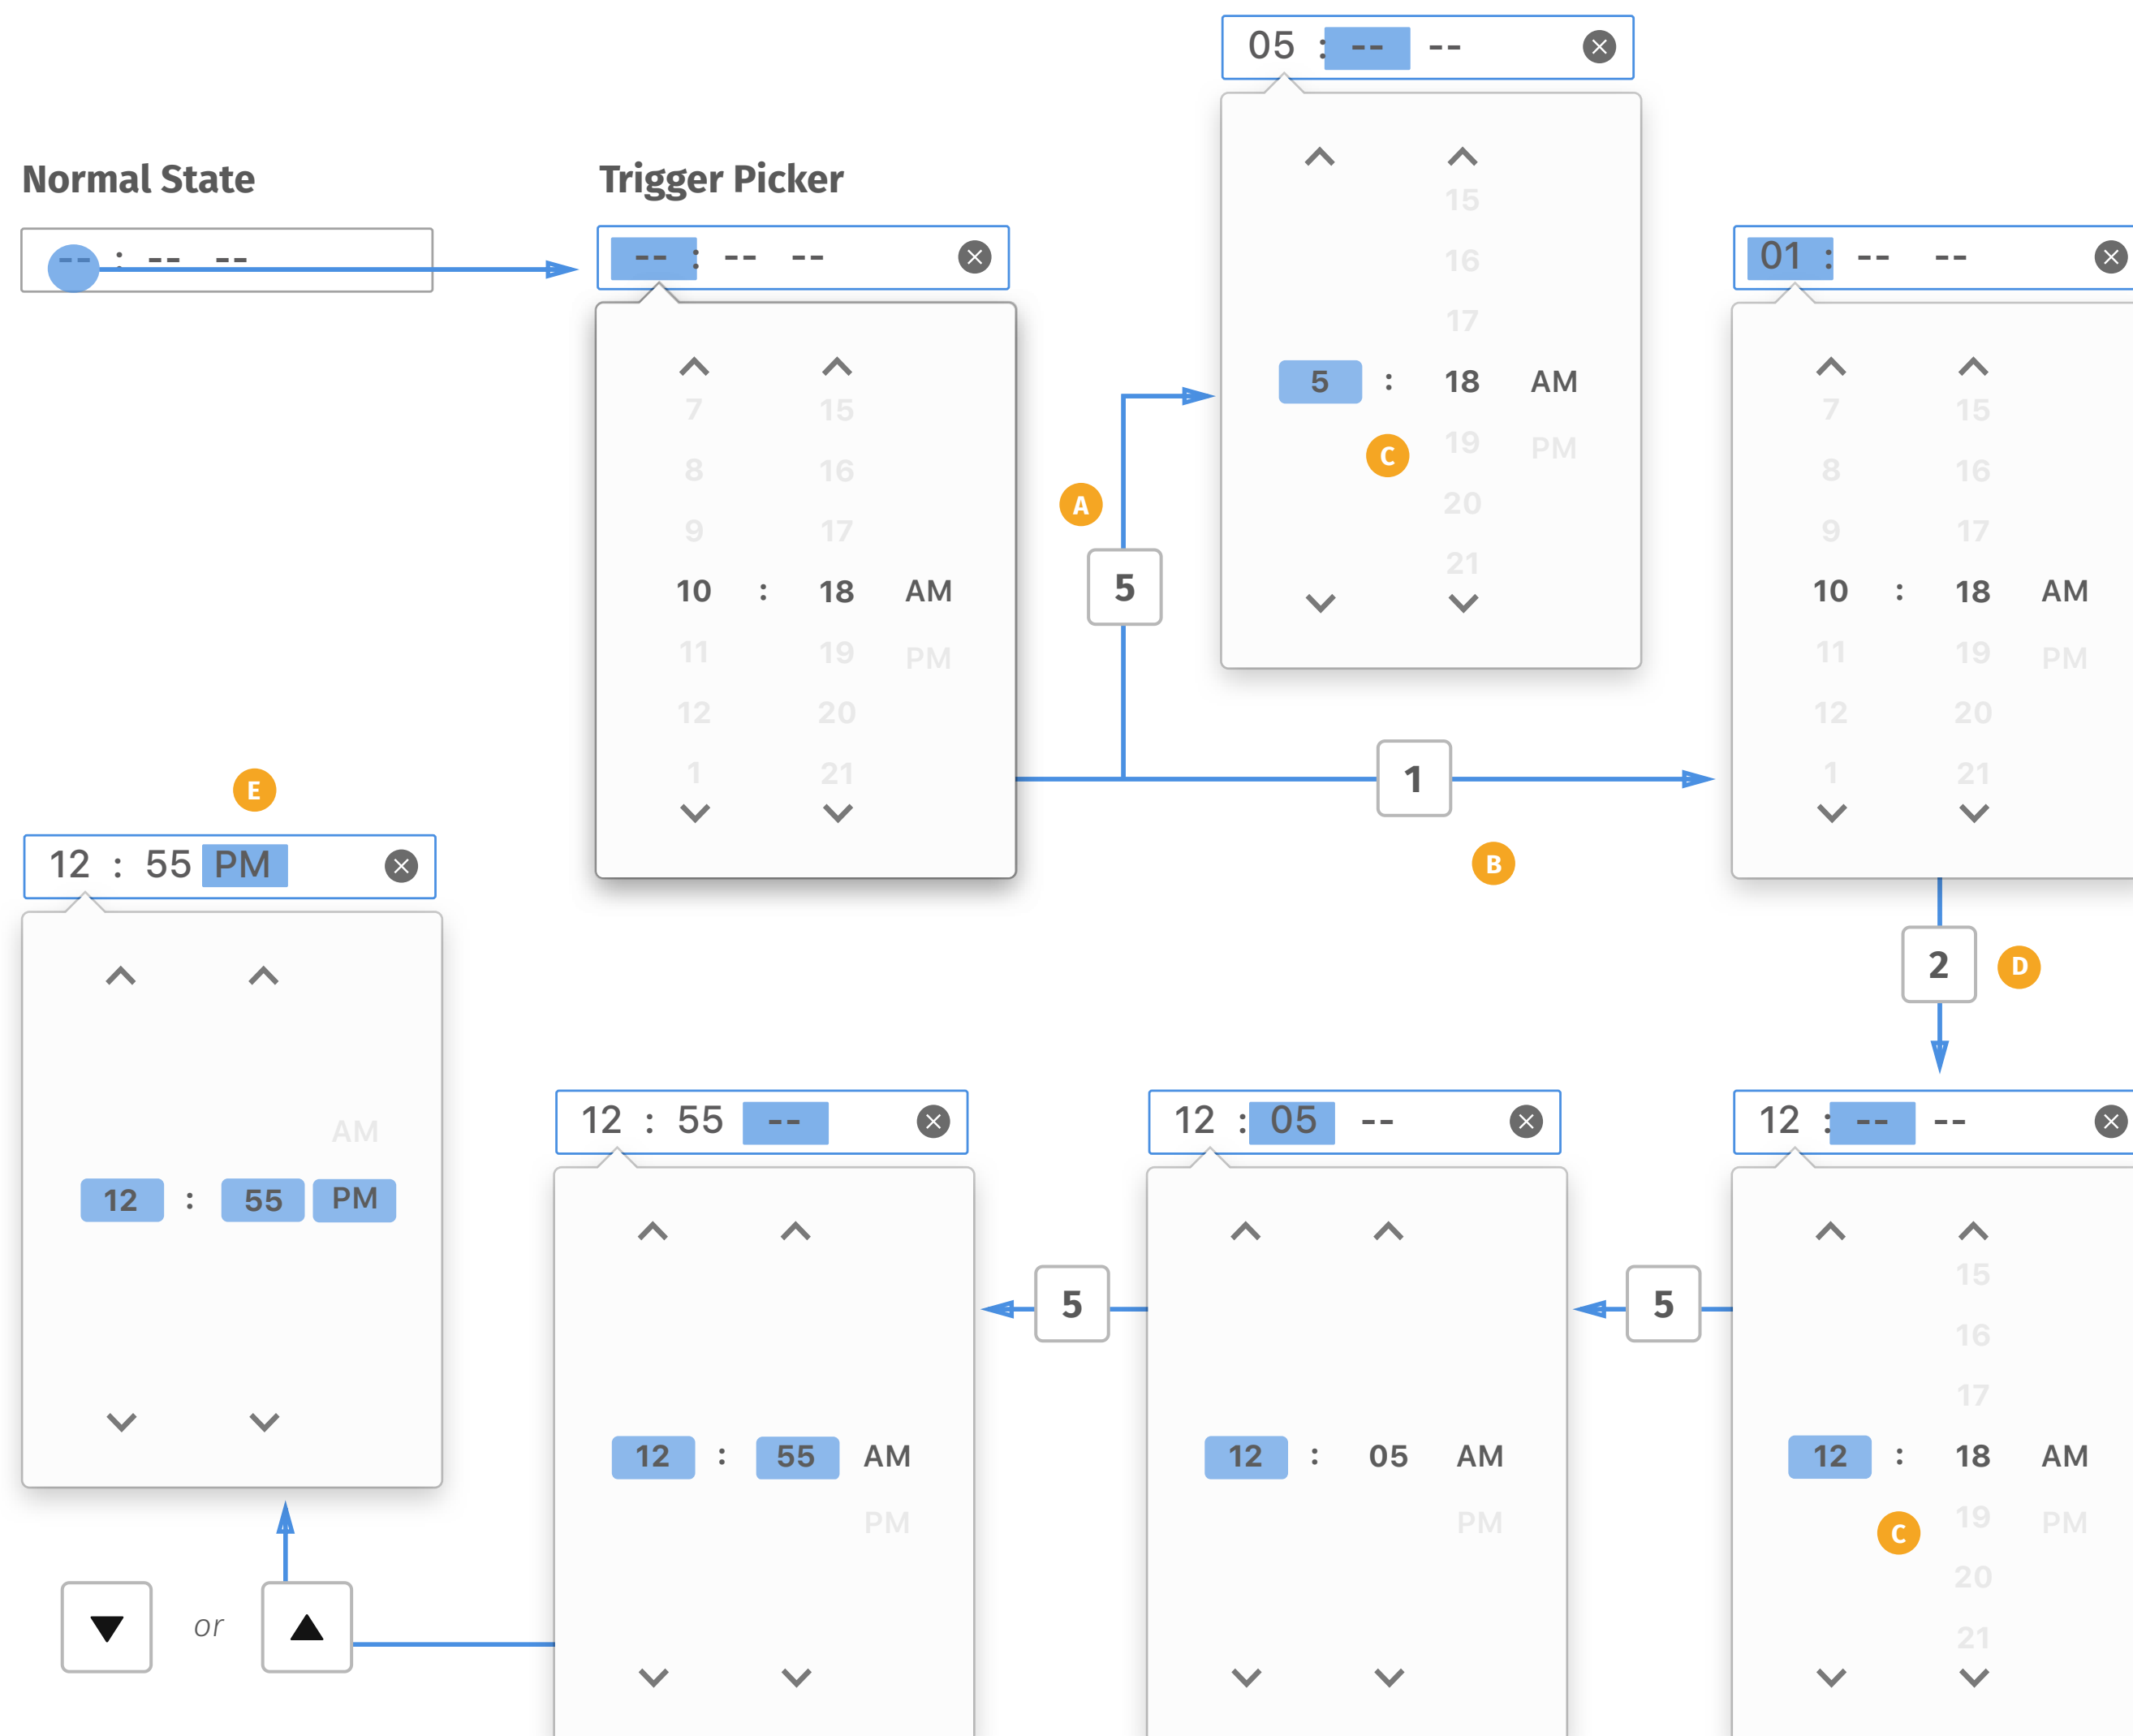 05 : -- --
15
16
17
5 : 18 AM
19 PM
C
20
21
Normal State
-- : -- --
Trigger Picker
-- : -- --
7 15
8 16
9 17
10 : 18 AM
11 19 PM
12 20
1 21
A
5
1
B
01 : -- --
7 15
8 16
9 17
10 : 18 AM
11 19 PM
12 20
1 21
2
D
12 : -- --
15
16
17
12 : 18 AM
19 PM
C
20
21
5
12 : 05 --
12 : 05 AM
PM
5
12 : 55 --
12 : 55 AM
PM
or
E
12 : 55 PM
AM
12 : 55 PM